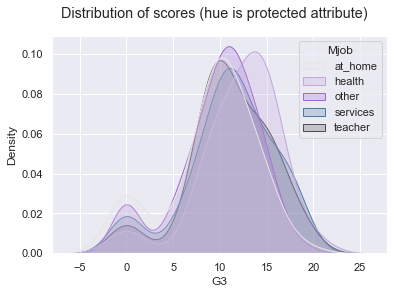 Distribution of scores (hue is protected attribute)
Mjob
at_home
health
other
services
teacher
0.10
0.08
0.06
0.04
0.02
0.00
Density
−5
0
5
10
15
20
25
G3